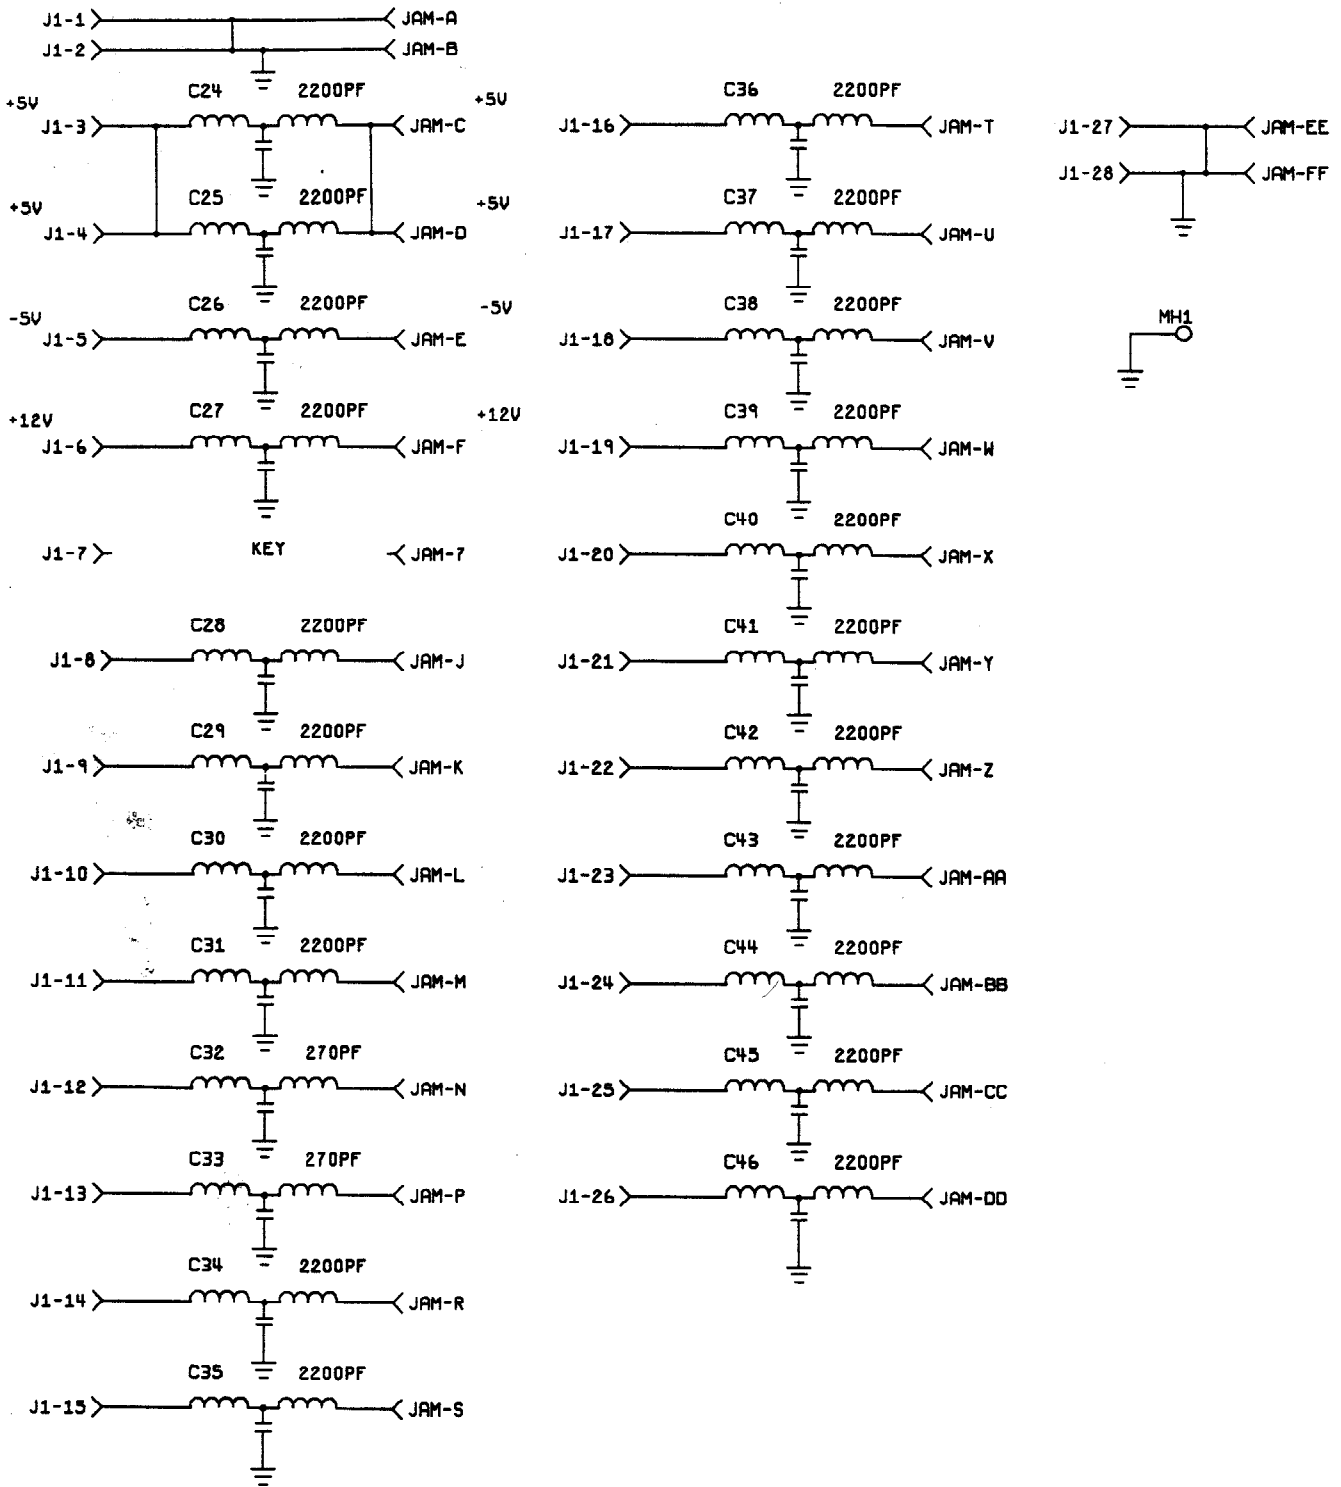 J1-1 JAM-A
J1-2 JAM-B
+5V C24 2200PF +5V
J1-3 JAM-C
+5V C25 2200PF +5V
J1-4 JAM-D
-5V C26 2200PF -5V
J1-5 JAM-E
+12V C27 2200PF +12V
J1-6 JAM-F
J1-7 KEY JAM-7
C28 2200PF
J1-8 JAM-J
C29 2200PF
J1-9 JAM-K
C30 2200PF
J1-10 JAM-L
C31 2200PF
J1-11 JAM-M
C32 270PF
J1-12 JAM-N
C33 270PF
J1-13 JAM-P
C34 2200PF
J1-14 JAM-R
C35 2200PF
J1-15 JAM-S
C36 2200PF
J1-16 JAM-T
C37 2200PF
J1-17 JAM-U
C38 2200PF
J1-18 JAM-V
C39 2200PF
J1-19 JAM-W
C40 2200PF
J1-20 JAM-X
C41 2200PF
J1-21 JAM-Y
C42 2200PF
J1-22 JAM-Z
C43 2200PF
J1-23 JAM-AA
C44 2200PF
J1-24 JAM-BB
C45 2200PF
J1-25 JAM-CC
C46 2200PF
J1-26 JAM-DD
J1-27 JAM-EE
J1-28 JAM-FF
MH1